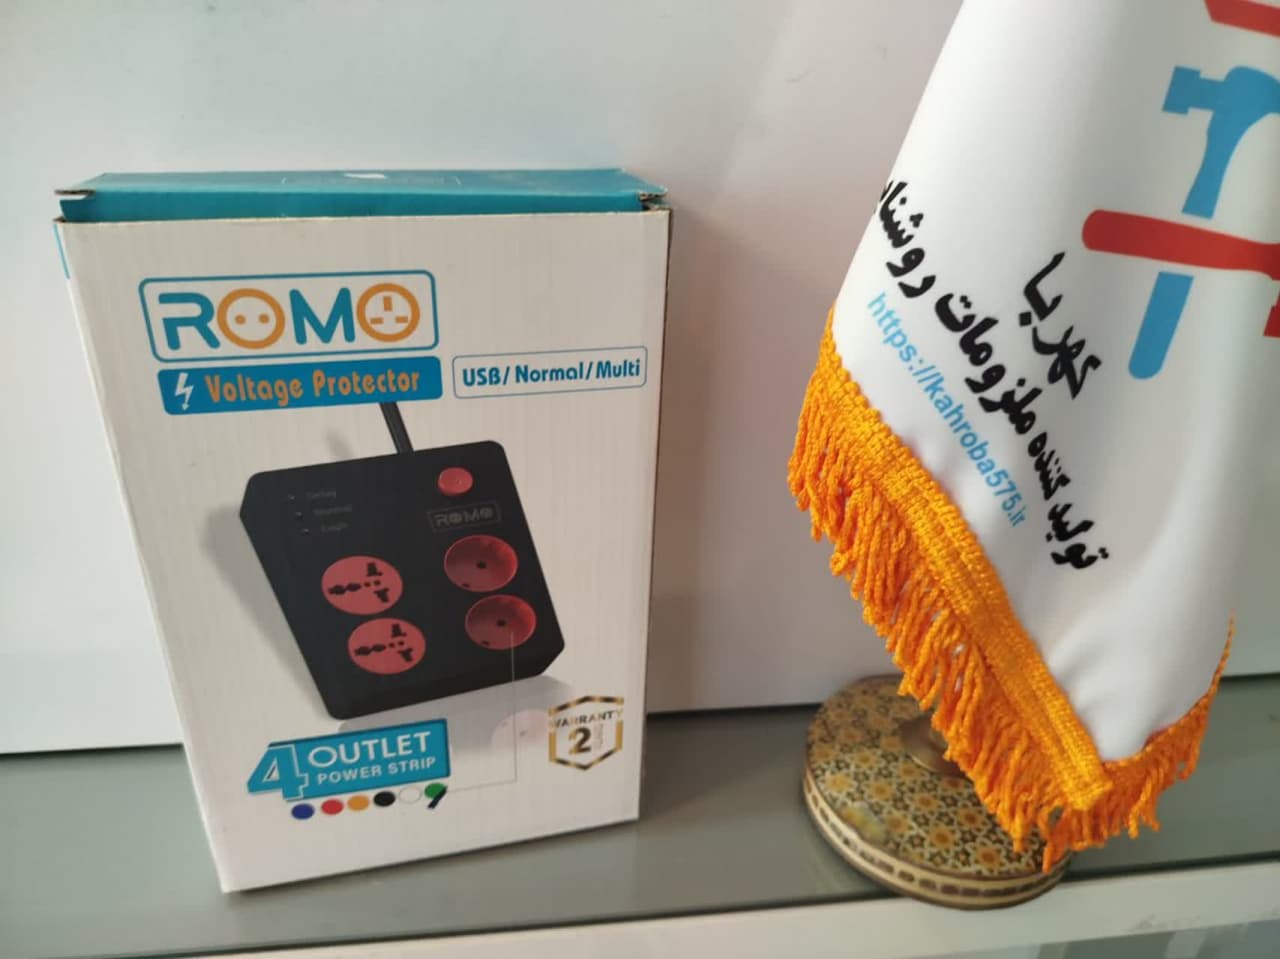 ROMO
Voltage Protector
USB/Normal/Multi
ROMO
4 OUTLET
POWER STRIP
WARRANTY
2
کهربا
تولید کننده ملزومات
https://kahroba575.ir